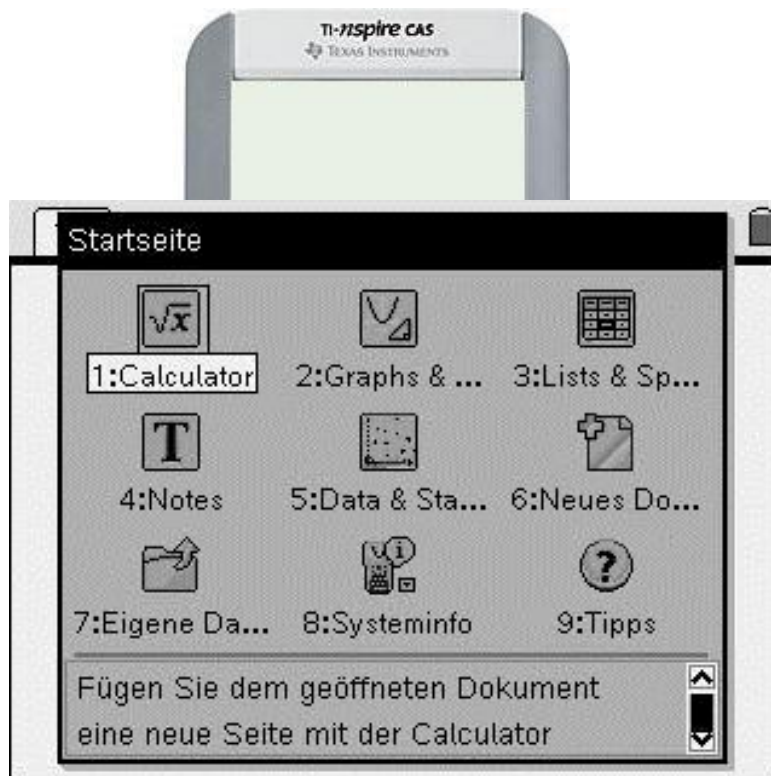 TI-nspire CAS
TEXAS INSTRUMENTS
Startseite
√x
1:Calculator 2:Graphs & ... 3:Lists & Sp...
T
4:Notes 5:Data & Sta... 6:Neues Do...
i
?
7:Eigene Da... 8:Systeminfo 9:Tipps
Fügen Sie dem geöffneten Dokument
eine neue Seite mit der Calculator